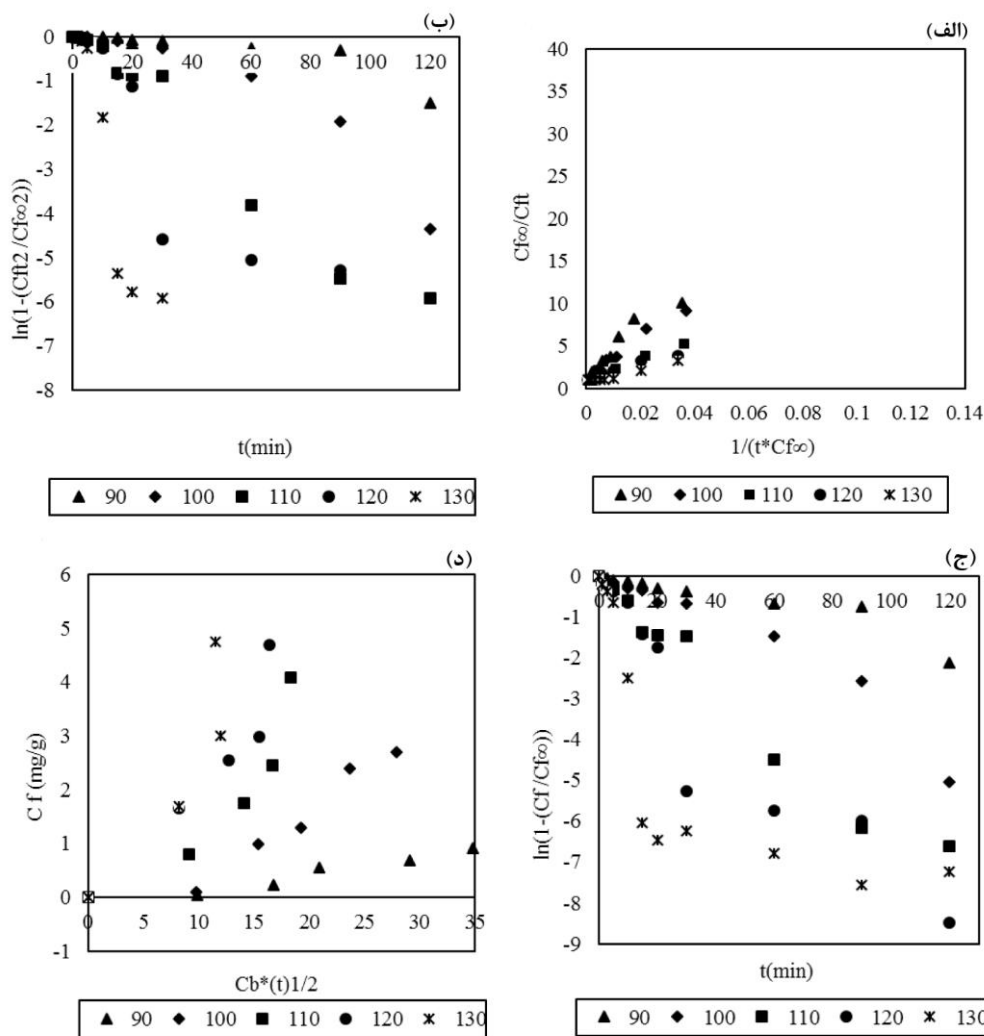 (الف)
40
35
30
25
20
15
10
5
0
Cf∞/Cft
0 0.02 0.04 0.06 0.08 0.1 0.12 0.14
1/(t*Cf∞)
90 100 110 120 130
(ب)
0
-1
-2
-3
-4
-5
-6
-7
-8
ln(1-(Cft2 /Cf∞2))
0 20 40 60 80 100 120
t(min)
90 100 110 120 130
(ج)
0
-1
-2
-3
-4
-5
-6
-7
-8
-9
ln(1-(Cf /Cf∞))
0 20 40 60 80 100 120
t(min)
90 100 110 120 130
(د)
6
5
4
3
2
1
0
-1
C f (mg/g)
0 5 10 15 20 25 30 35
Cb*(t)1/2
90 100 110 120 130